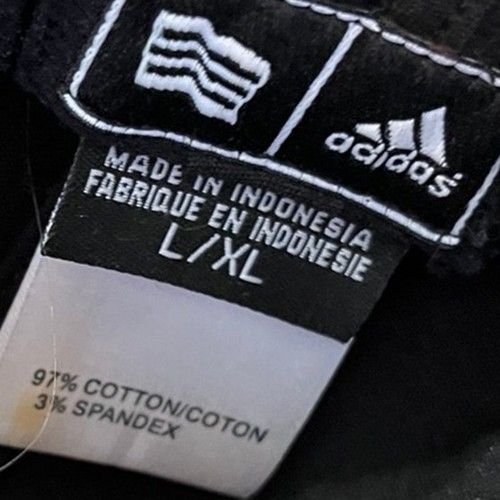 adidas
MADE IN INDONESIA
FABRIQUE EN INDONESIE
L/XL
97% COTTON/COTON
3% SPANDEX